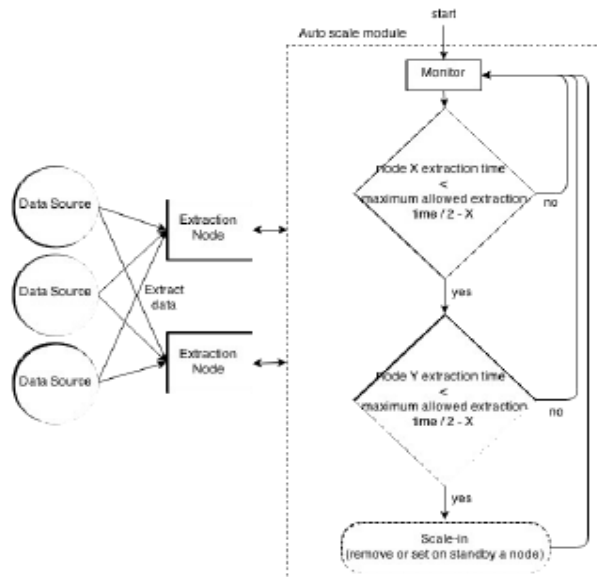 start
Auto scale module
Monitor
node X extraction time
<
maximum allowed extraction
time / 2 - X
no
yes
Data Source
Extraction
Node
Data Source
Extract
data
Data Source
Extraction
Node
node Y extraction time
<
maximum allowed extraction
time / 2 - X
no
yes
Scale-in
(remove or set on standby a node)